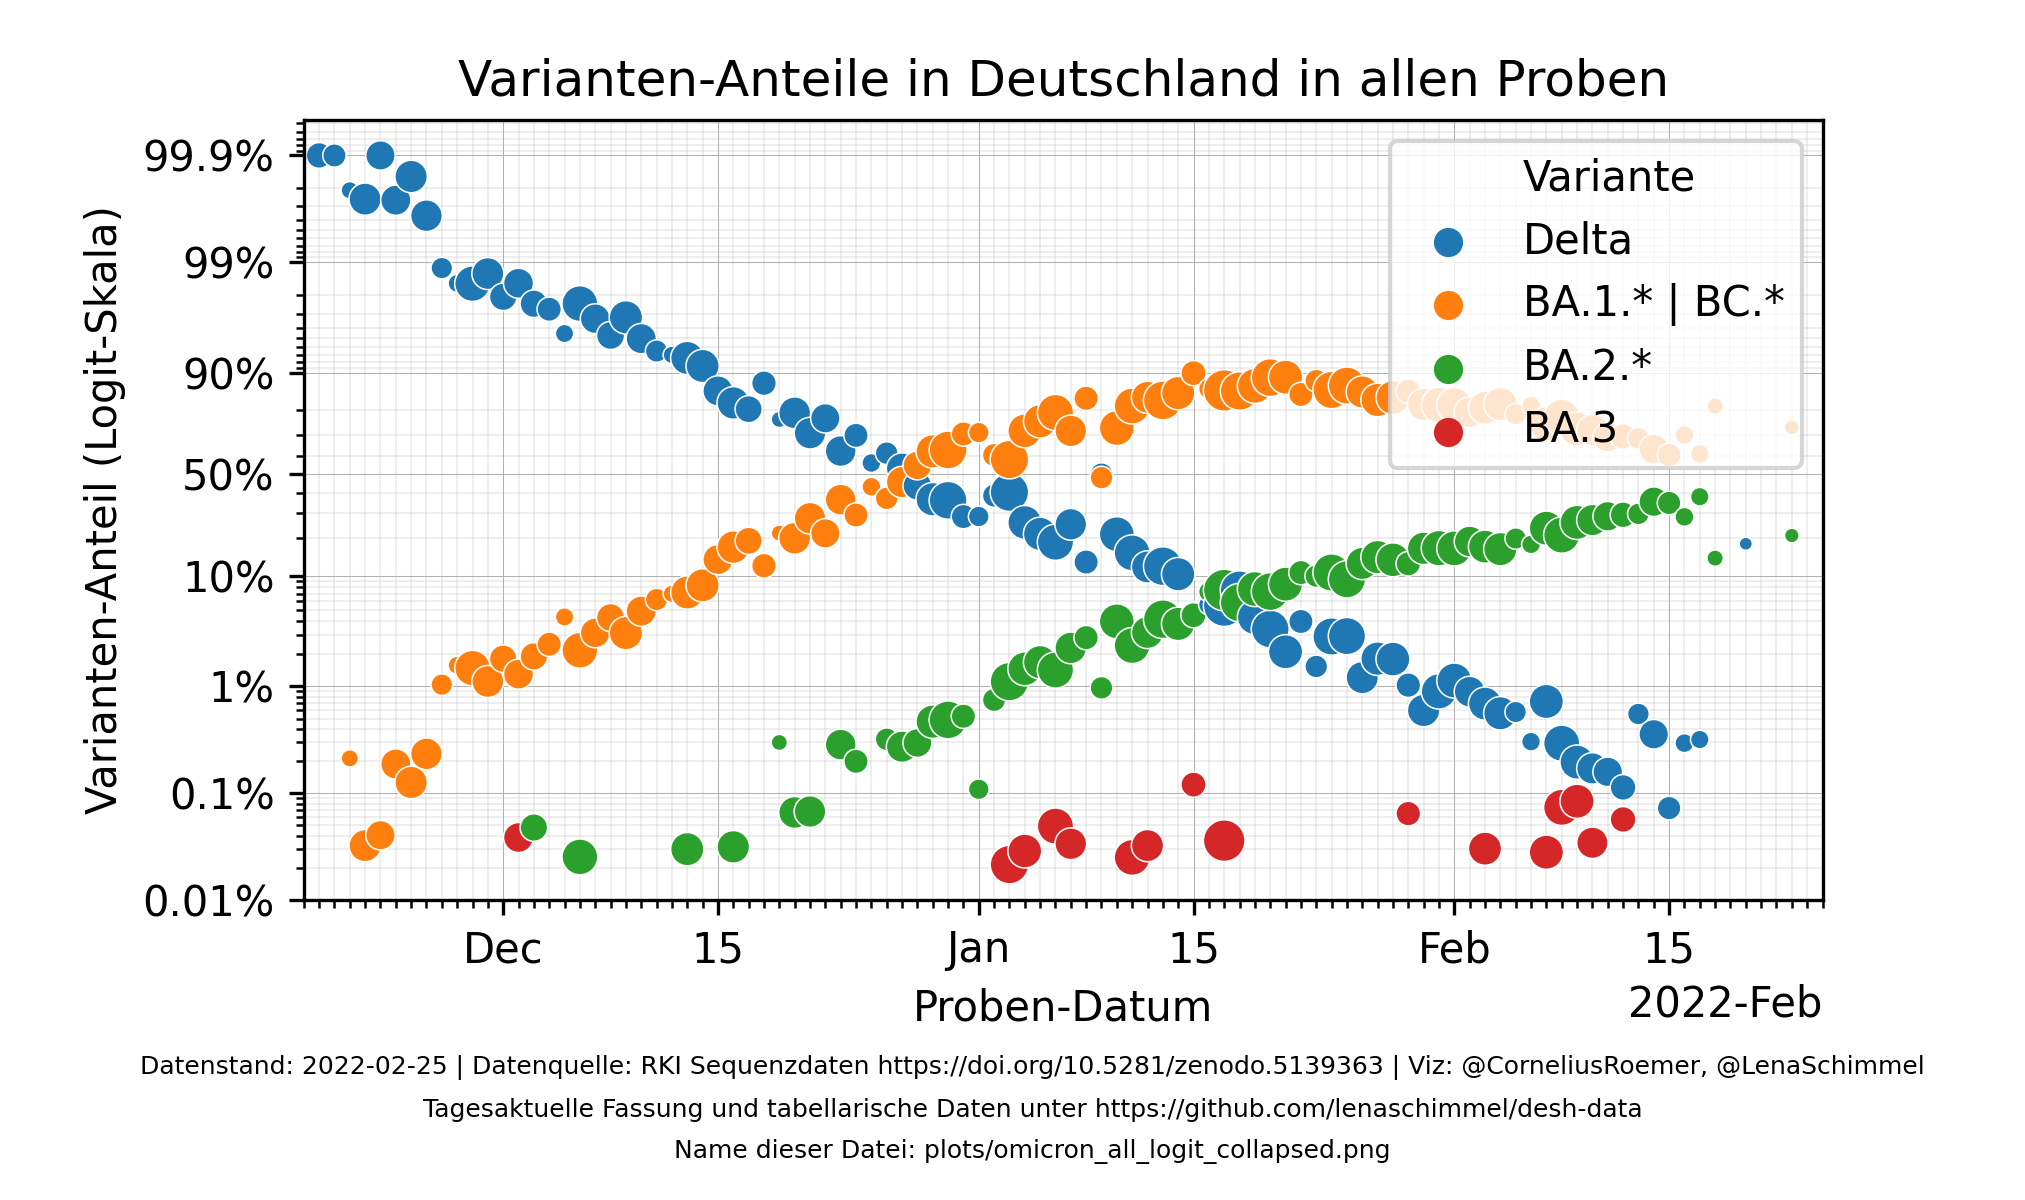 Varianten-Anteile in Deutschland in allen Proben
Varianten-Anteil (Logit-Skala)
99.9%
99%
90%
50%
10%
1%
0.1%
0.01%
Variante
Delta
BA.1.* | BC.*
BA.2.*
BA.3
Dec 15 Jan 15 Feb 15
Proben-Datum
2022-Feb
Datenstand: 2022-02-25 | Datenquelle: RKI Sequenzdaten https://doi.org/10.5281/zenodo.5139363 | Viz: @CorneliusRoemer, @LenaSchimmel
Tagesaktuelle Fassung und tabellarische Daten unter https://github.com/lenaschimmel/desh-data
Name dieser Datei: plots/omicron_all_logit_collapsed.png